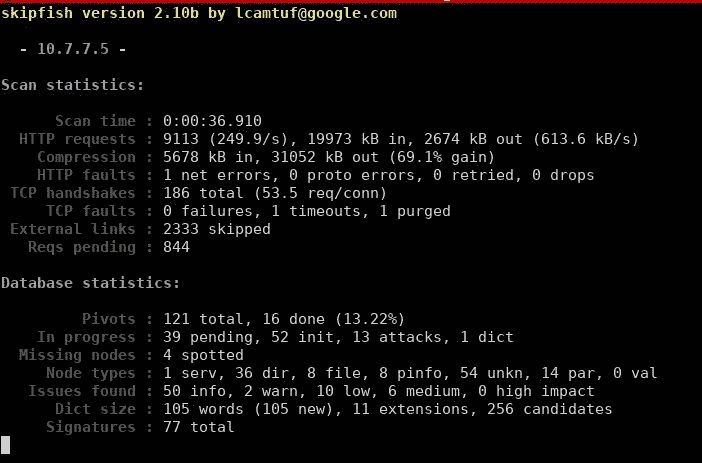 skipfish version 2.10b by lcamtuf@google.com
- 10.7.7.5 -
Scan statistics:
Scan time : 0:00:36.910
HTTP requests : 9113 (249.9/s), 19973 kB in, 2674 kB out (613.6 kB/s)
Compression : 5678 kB in, 31052 kB out (69.1% gain)
HTTP faults : 1 net errors, 0 proto errors, 0 retried, 0 drops
TCP handshakes : 186 total (53.5 req/conn)
TCP faults : 0 failures, 1 timeouts, 1 purged
External links : 2333 skipped
Reqs pending : 844
Database statistics:
Pivots : 121 total, 16 done (13.22%)
In progress : 39 pending, 52 init, 13 attacks, 1 dict
Missing nodes : 4 spotted
Node types : 1 serv, 36 dir, 8 file, 8 pinfo, 54 unkn, 14 par, 0 val
Issues found : 50 info, 2 warn, 10 low, 6 medium, 0 high impact
Dict size : 105 words (105 new), 11 extensions, 256 candidates
Signatures : 77 total